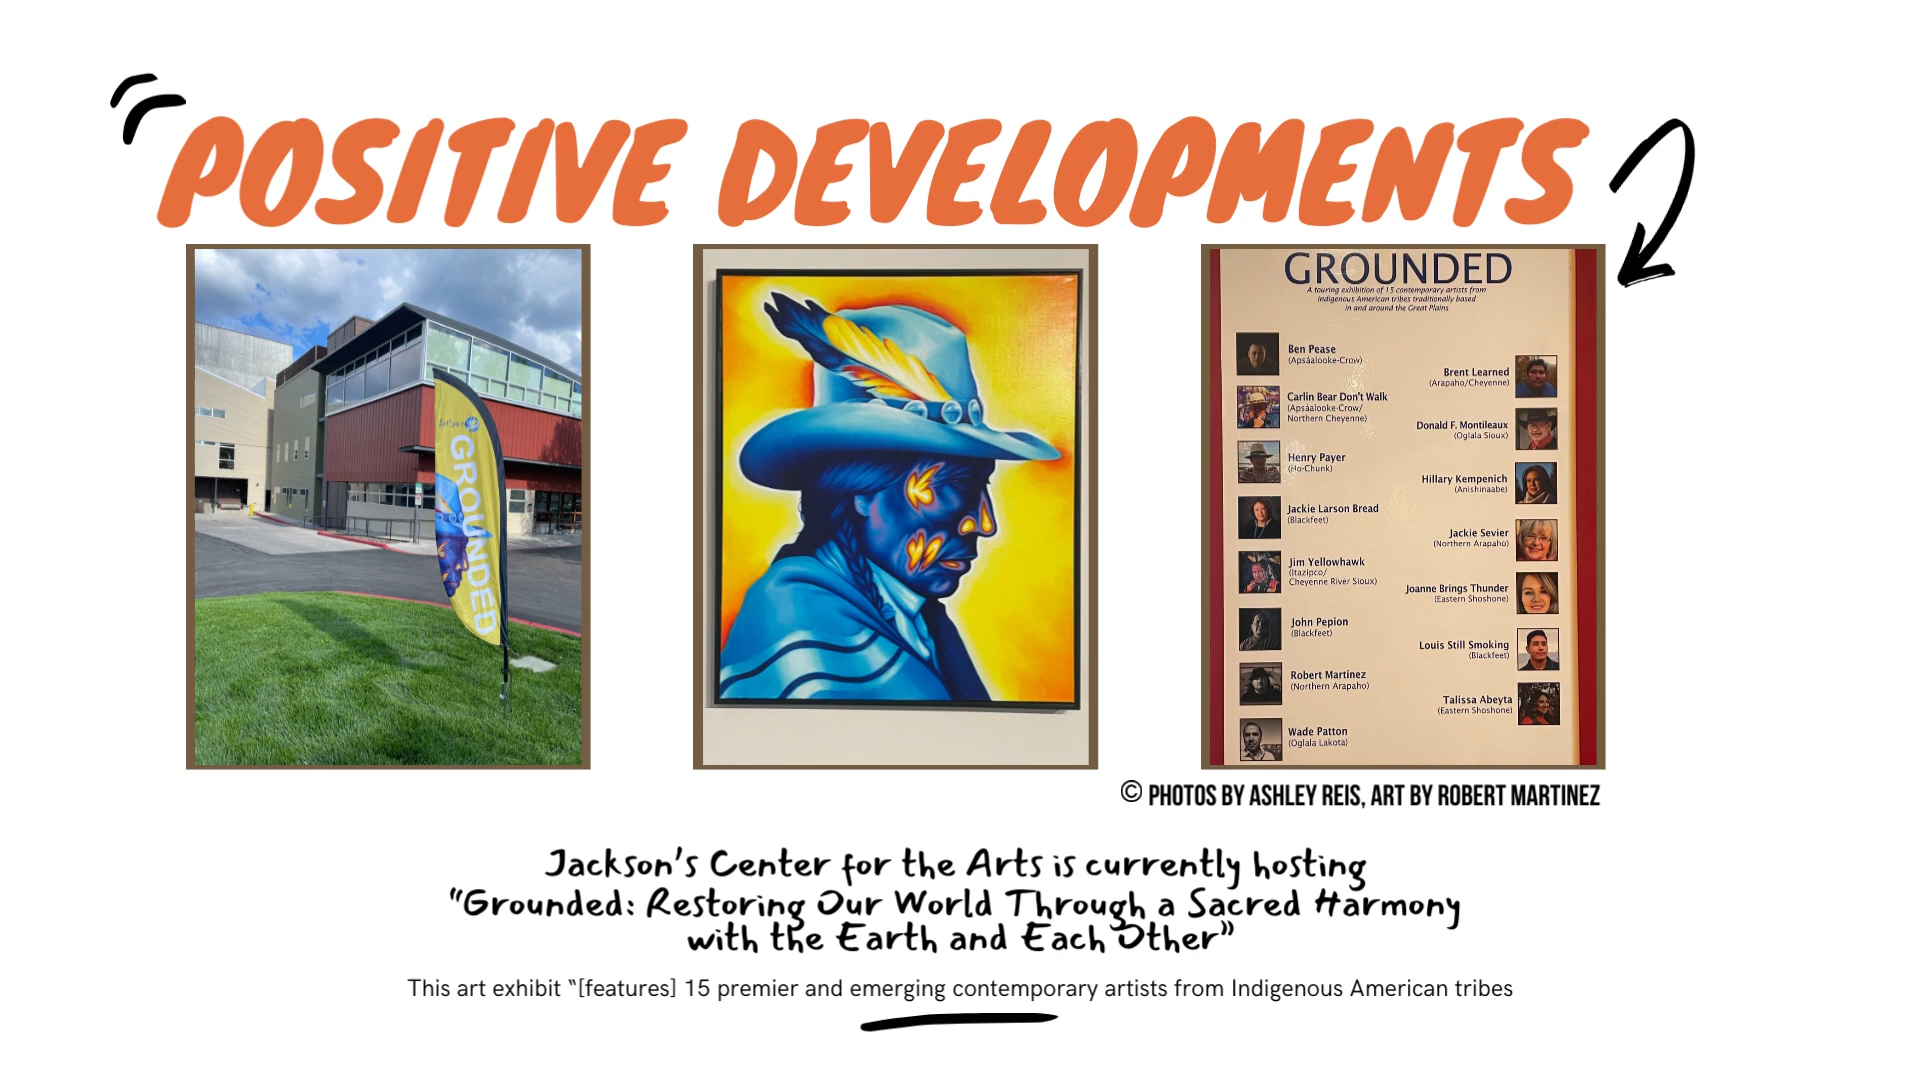 POSITIVE DEVELOPMENTS
GROUNDED
GROUNDED
A touring exhibition of 15 contemporary artists from
Indigenous American tribes traditionally based
in and around the Great Plains
Ben Pease
(Apsáalooke-Crow)
Carlin Bear Don't Walk
(Apsáalooke-Crow/
Northern Cheyenne)
Henry Payer
(Ho-Chunk)
Jackie Larson Bread
(Blackfeet)
Jim Yellowhawk
(Itazipco/
Cheyenne River Sioux)
John Pepion
(Blackfeet)
Robert Martinez
(Northern Arapaho)
Wade Patton
(Oglala Lakota)
Brent Learned
(Arapaho/Cheyenne)
Donald F. Montileaux
(Oglala Sioux)
Hillary Kempenich
(Anishinaabe)
Jackie Sevier
(Northern Arapaho)
Joanne Brings Thunder
(Eastern Shoshone)
Louis Still Smoking
(Blackfeet)
Talissa Abeyta
(Eastern Shoshone)
© PHOTOS BY ASHLEY REIS, ART BY ROBERT MARTINEZ
Jackson's Center for the Arts is currently hosting
"Grounded: Restoring Our World Through a Sacred Harmony
with the Earth and Each Other"
This art exhibit "[features] 15 premier and emerging contemporary artists from Indigenous American tribes